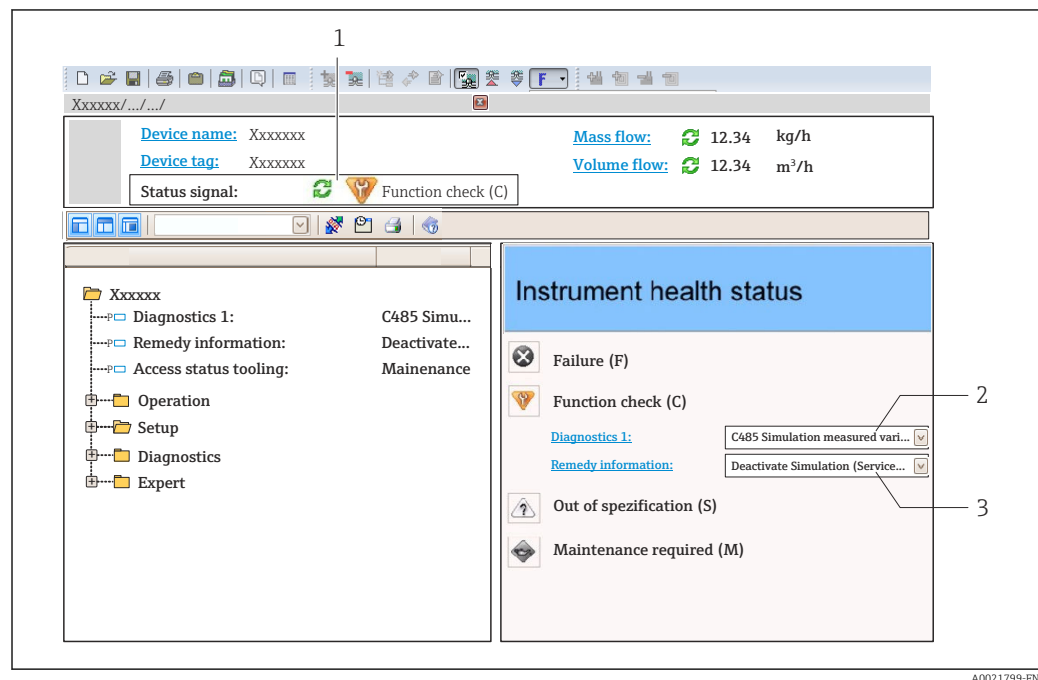 1
F
Xxxxxx/.../.../
Device name: Xxxxxxx
Mass flow: 12.34 kg/h
Device tag: Xxxxxxx
Volume flow: 12.34 m³/h
Status signal: Function check (C)
Xxxxxx
Diagnostics 1: C485 Simu...
Remedy information: Deactivate...
Access status tooling: Mainenance
Operation
Setup
Diagnostics
Expert
Instrument health status
Failure (F)
Function check (C)
2
Diagnostics 1: C485 Simulation measured vari...
Remedy information: Deactivate Simulation (Service...
Out of spezification (S)
3
Maintenance required (M)
A0021799-EN